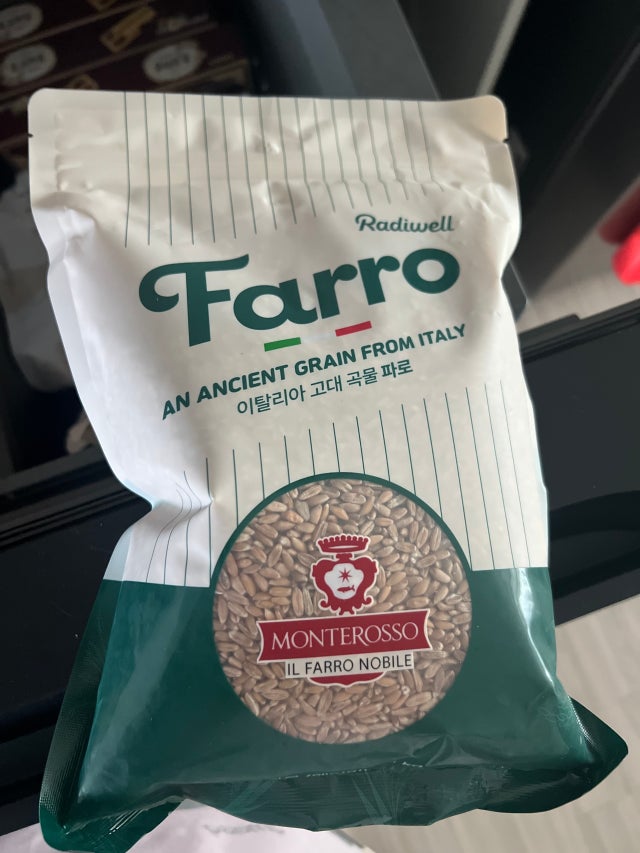 Radiwell
Farro
AN ANCIENT GRAIN FROM ITALY
이탈리아 고대 곡물 파로
MONTEROSSO
IL FARRO NOBILE